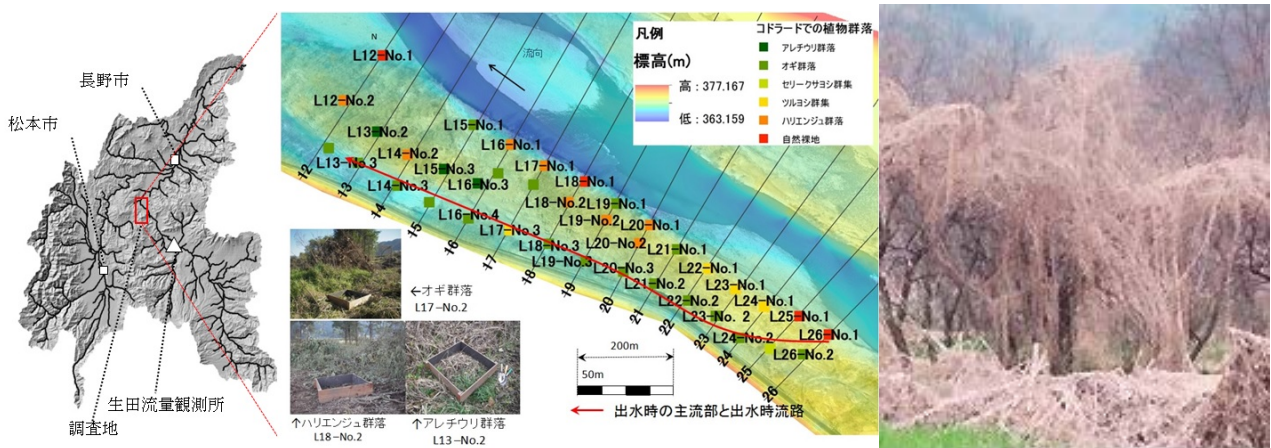 長野市
松本市
生田流量観測所
調査地
N
流向
凡例
標高(m)
高：377.167
低：363.159
コドラードでの植物群落
アレチウリ群落
オギ群落
セリークサヨシ群集
ツルヨシ群集
ハリエンジュ群落
自然裸地
L12-No.1
L12-No.2
L13-No.2
L13-No.3
L14-No.2
L14-No.3
L15-No.1
L15-No.3
L16-No.1
L16-No.3
L16-No.4
L17-No.1
L17-No.3
L18-No.1
L18-No.2
L18-No.3
L19-No.1
L19-No.2
L19-No.3
L20-No.1
L20-No.2
L20-No.3
L21-No.1
L21-No.2
L22-No.1
L22-No.2
L23-No.1
L23-No. 2
L24-No.1
L24-No.2
L25-No.1
L26-No.1
L26-No.2
12
13
14
15
16
17
18
19
20
21
22
23
24
25
26
←オギ群落
L17-No.2
↑ハリエンジュ群落
L18-No.2
↑アレチウリ群落
L13-No.2
200m
50m
出水時の主流部と出水時流路